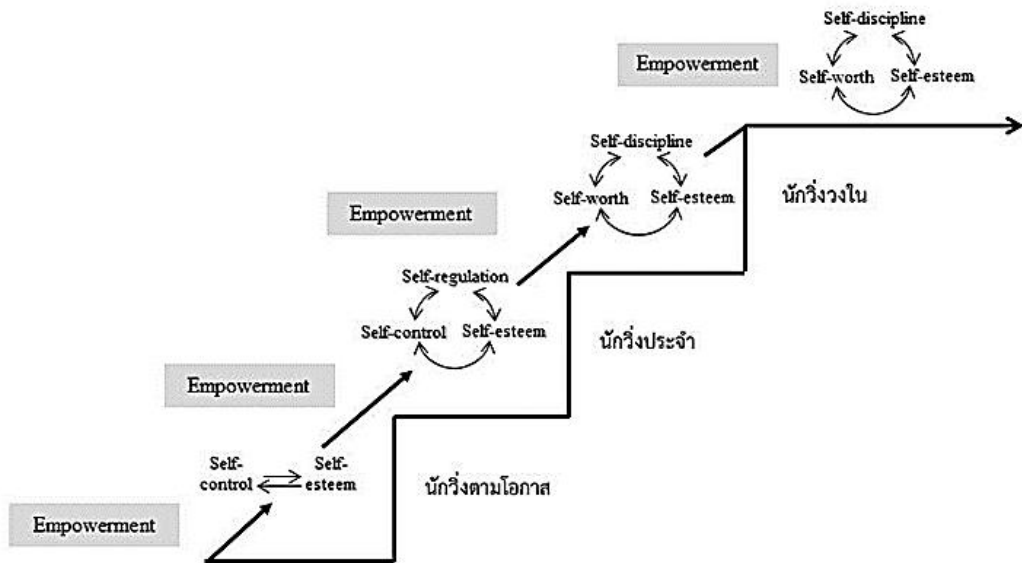 Self-discipline
Empowerment
Self-worth Self-esteem
Self-discipline
Self-worth Self-esteem
นักวิ่งวงใน
Empowerment
Self-regulation
Self-control Self-esteem
นักวิ่งประจำ
Empowerment
Self-
control
Self-
esteem
นักวิ่งตามโอกาส
Empowerment